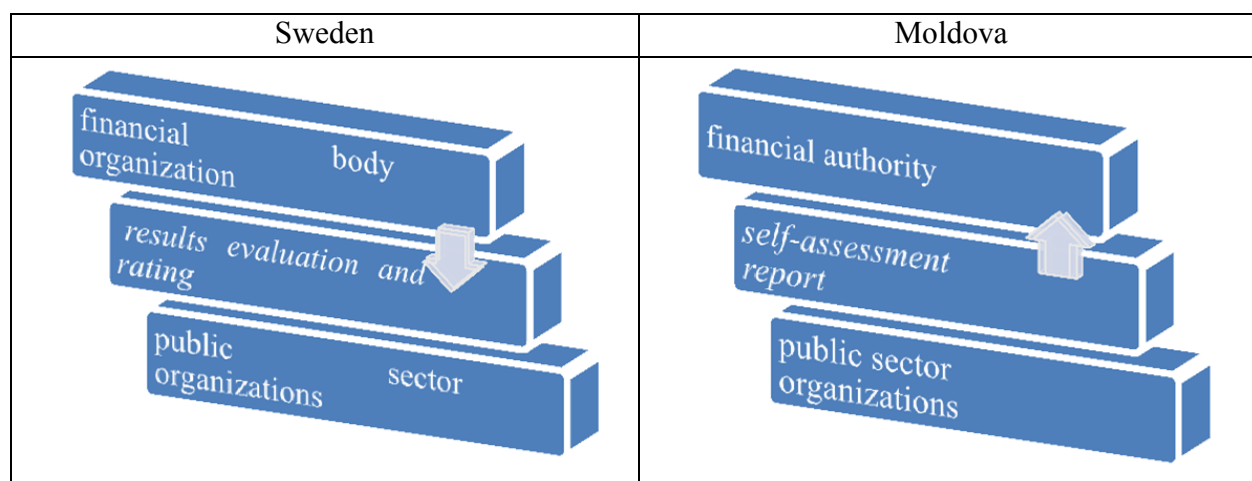 Sweden
Moldova
financial body
organization
results evaluation and
rating
public sector
organizations
financial authority
self-assessment
report
public sector
organizations